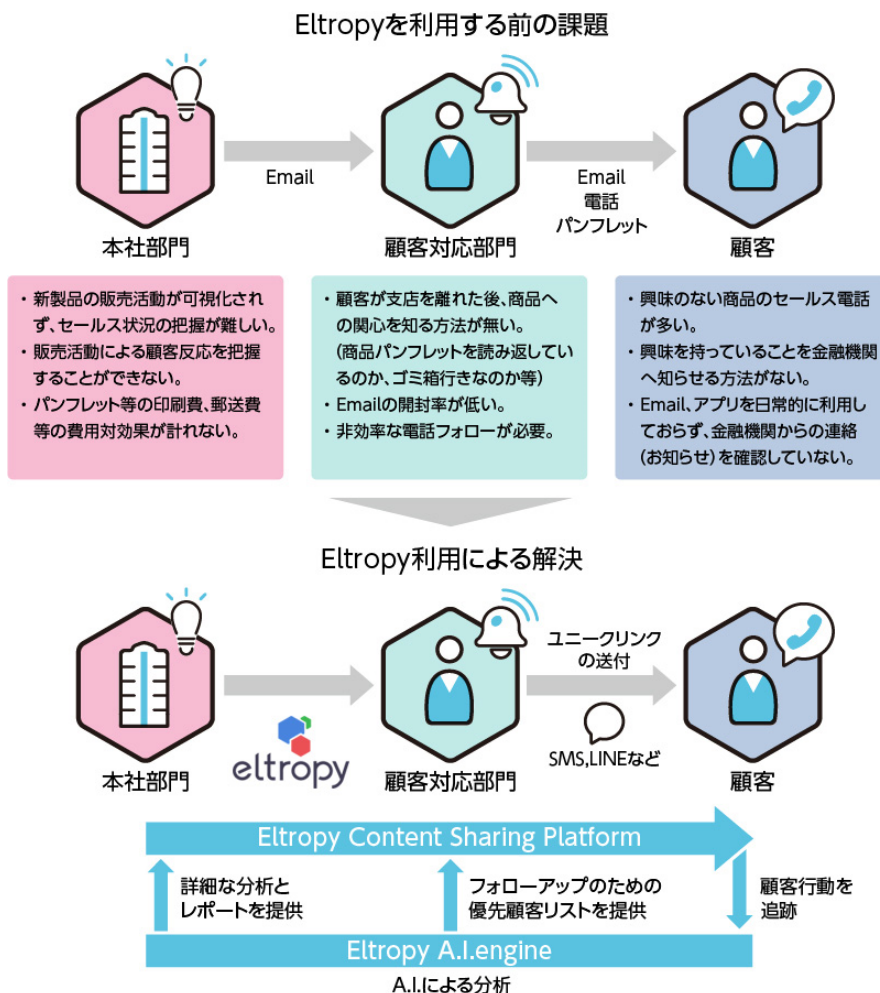 Eltropyを利用する前の課題
Email
Email
電話
パンフレット
本社部門
顧客対応部門
顧客
・新製品の販売活動が可視化され
ず、セールス状況の把握が難しい。
・販売活動による顧客反応を把握
することができない。
・パンフレット等の印刷費、郵送費
等の費用対効果が計れない。
・顧客が支店を離れた後、商品へ
の関心を知る方法が無い。
(商品パンフレットを読み返してい
るのか、ゴミ箱行きなのか等)
・Emailの開封率が低い。
・非効率な電話フォローが必要。
・興味のない商品のセールス電話
が多い。
・興味を持っていることを金融機関
へ知らせる方法がない。
・Email、アプリを日常的に利用し
ておらず、金融機関からの連絡
(お知らせ)を確認していない。
Eltropy利用による解決
ユニークリンク
の送付
eltropy
SMS,LINEなど
本社部門
顧客対応部門
顧客
Eltropy Content Sharing Platform
詳細な分析と
レポートを提供
フォローアップのための
優先顧客リストを提供
顧客行動を
追跡
Eltropy A.I.engine
A.I.による分析